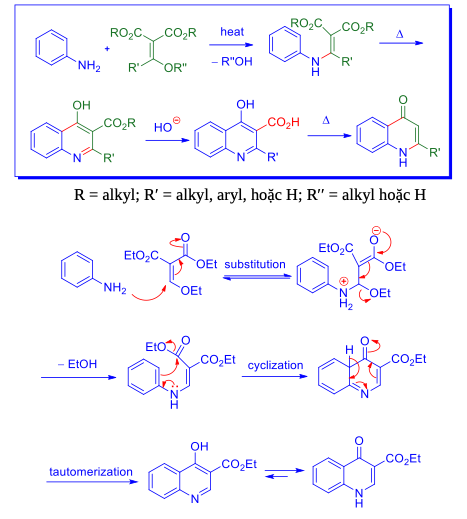 RO₂C CO₂R
RO₂C CO₂R
heat
Δ
NH₂
+
R′ OR″
– R″OH
N
H
R′
OH
OH
O
CO₂R
HO⊖
CO₂H
Δ
N R′
N R′
N
H
R′
R = alkyl; R′ = alkyl, aryl, hoặc H; R′′ = alkyl hoặc H
O
O⊖
EtO₂C
EtO₂C
OEt
substitution
OEt
NH₂
OEt
⊕
N
H₂
OEt
EtO O
O
– EtOH
CO₂Et
H
CO₂Et
cyclization
N
H
N
OH
O
CO₂Et
CO₂Et
tautomerization
N
N
H